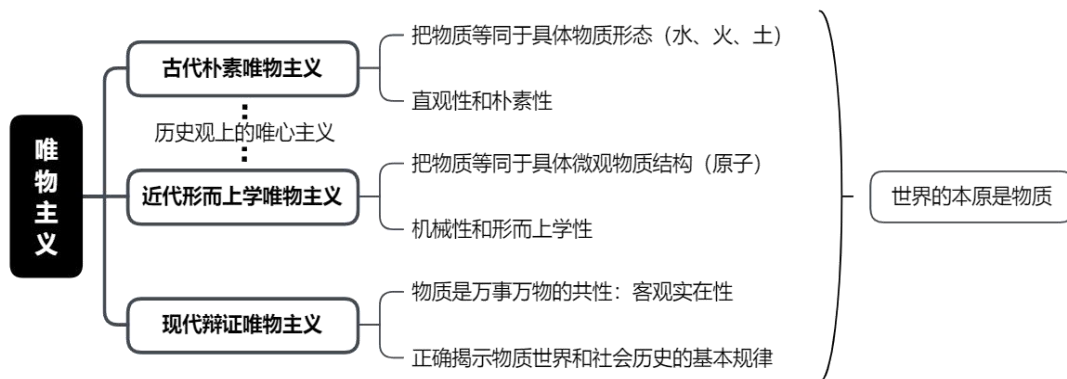 唯物主义
古代朴素唯物主义
把物质等同于具体物质形态（水、火、土）
直观性和朴素性
历史观上的唯心主义
近代形而上学唯物主义
把物质等同于具体微观物质结构（原子）
机械性和形而上学性
现代辩证唯物主义
物质是万事万物的共性：客观实在性
正确揭示物质世界和社会历史的基本规律
世界的本原是物质